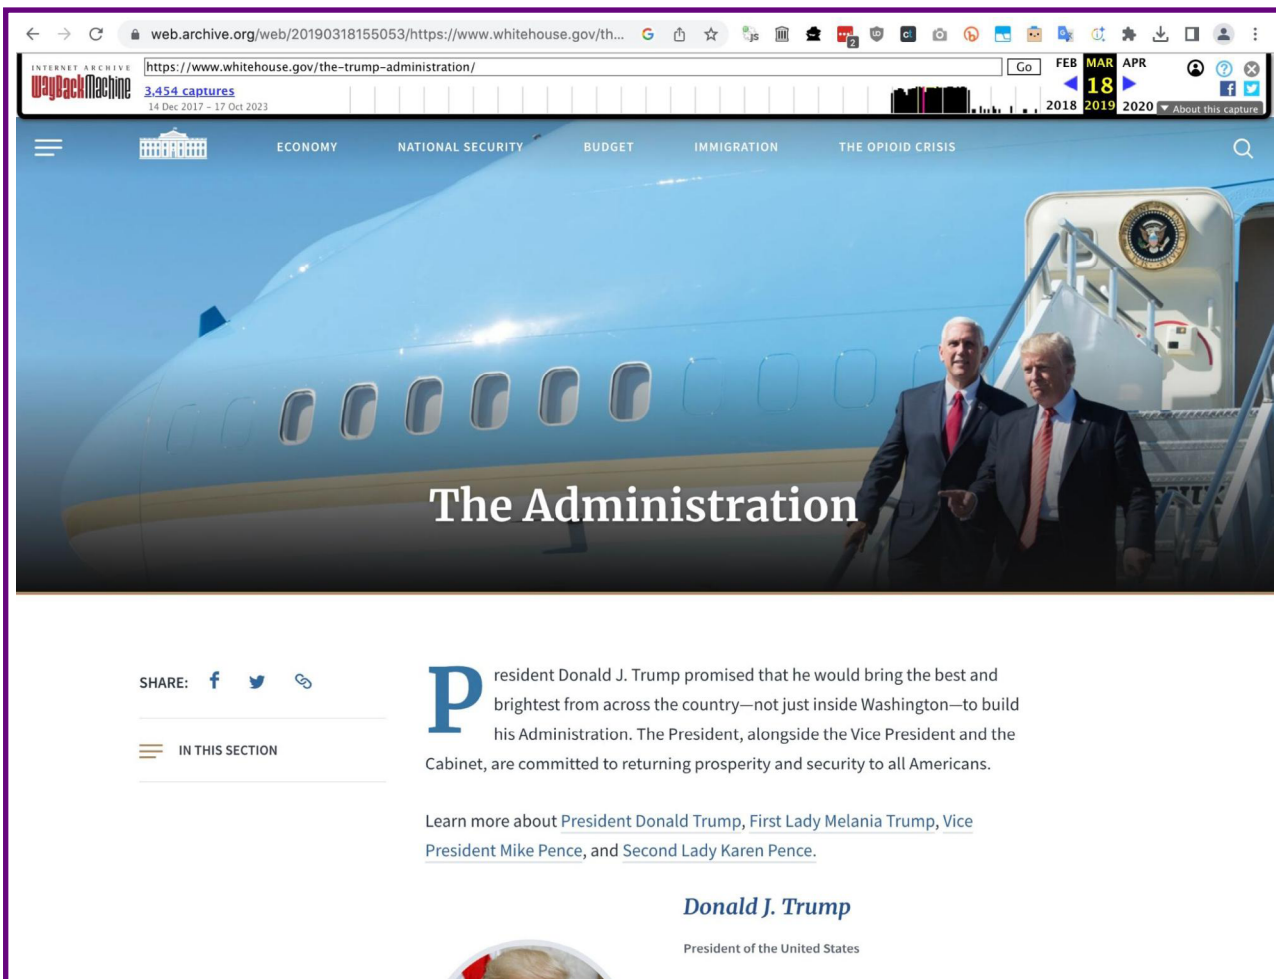 web.archive.org/web/20190318155053/https://www.whitehouse.gov/th...
js
2
INTERNET ARCHIVE
WayBackMachine
https://www.whitehouse.gov/the-trump-administration/
Go
FEB MAR APR
3,454 captures
18
14 Dec 2017 – 17 Oct 2023
2018 2019 2020
About this capture
ECONOMY NATIONAL SECURITY BUDGET IMMIGRATION THE OPIOID CRISIS
The Administration
SHARE:
IN THIS SECTION
President Donald J. Trump promised that he would bring the best and
brightest from across the country—not just inside Washington—to build
his Administration. The President, alongside the Vice President and the
Cabinet, are committed to returning prosperity and security to all Americans.
Learn more about President Donald Trump, First Lady Melania Trump, Vice
President Mike Pence, and Second Lady Karen Pence.
Donald J. Trump
President of the United States